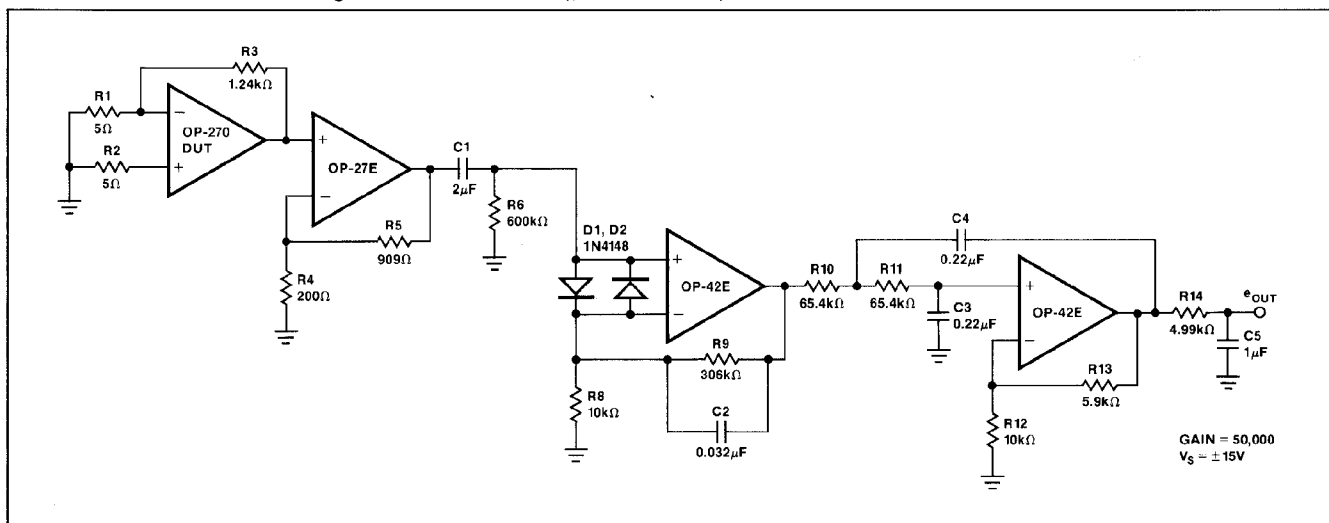 R3
1.24kΩ
R1
5Ω
R2
5Ω
−
+
OP-270
DUT
+
−
OP-27E
C1
2μF
R6
600kΩ
R5
909Ω
R4
200Ω
D1, D2
1N4148
+
−
OP-42E
R9
306kΩ
R8
10kΩ
C2
0.032μF
R10
65.4kΩ
R11
65.4kΩ
C4
0.22μF
C3
0.22μF
+
−
OP-42E
R14
4.99kΩ
eOUT
C5
1μF
R13
5.9kΩ
R12
10kΩ
GAIN = 50,000
VS = ±15V